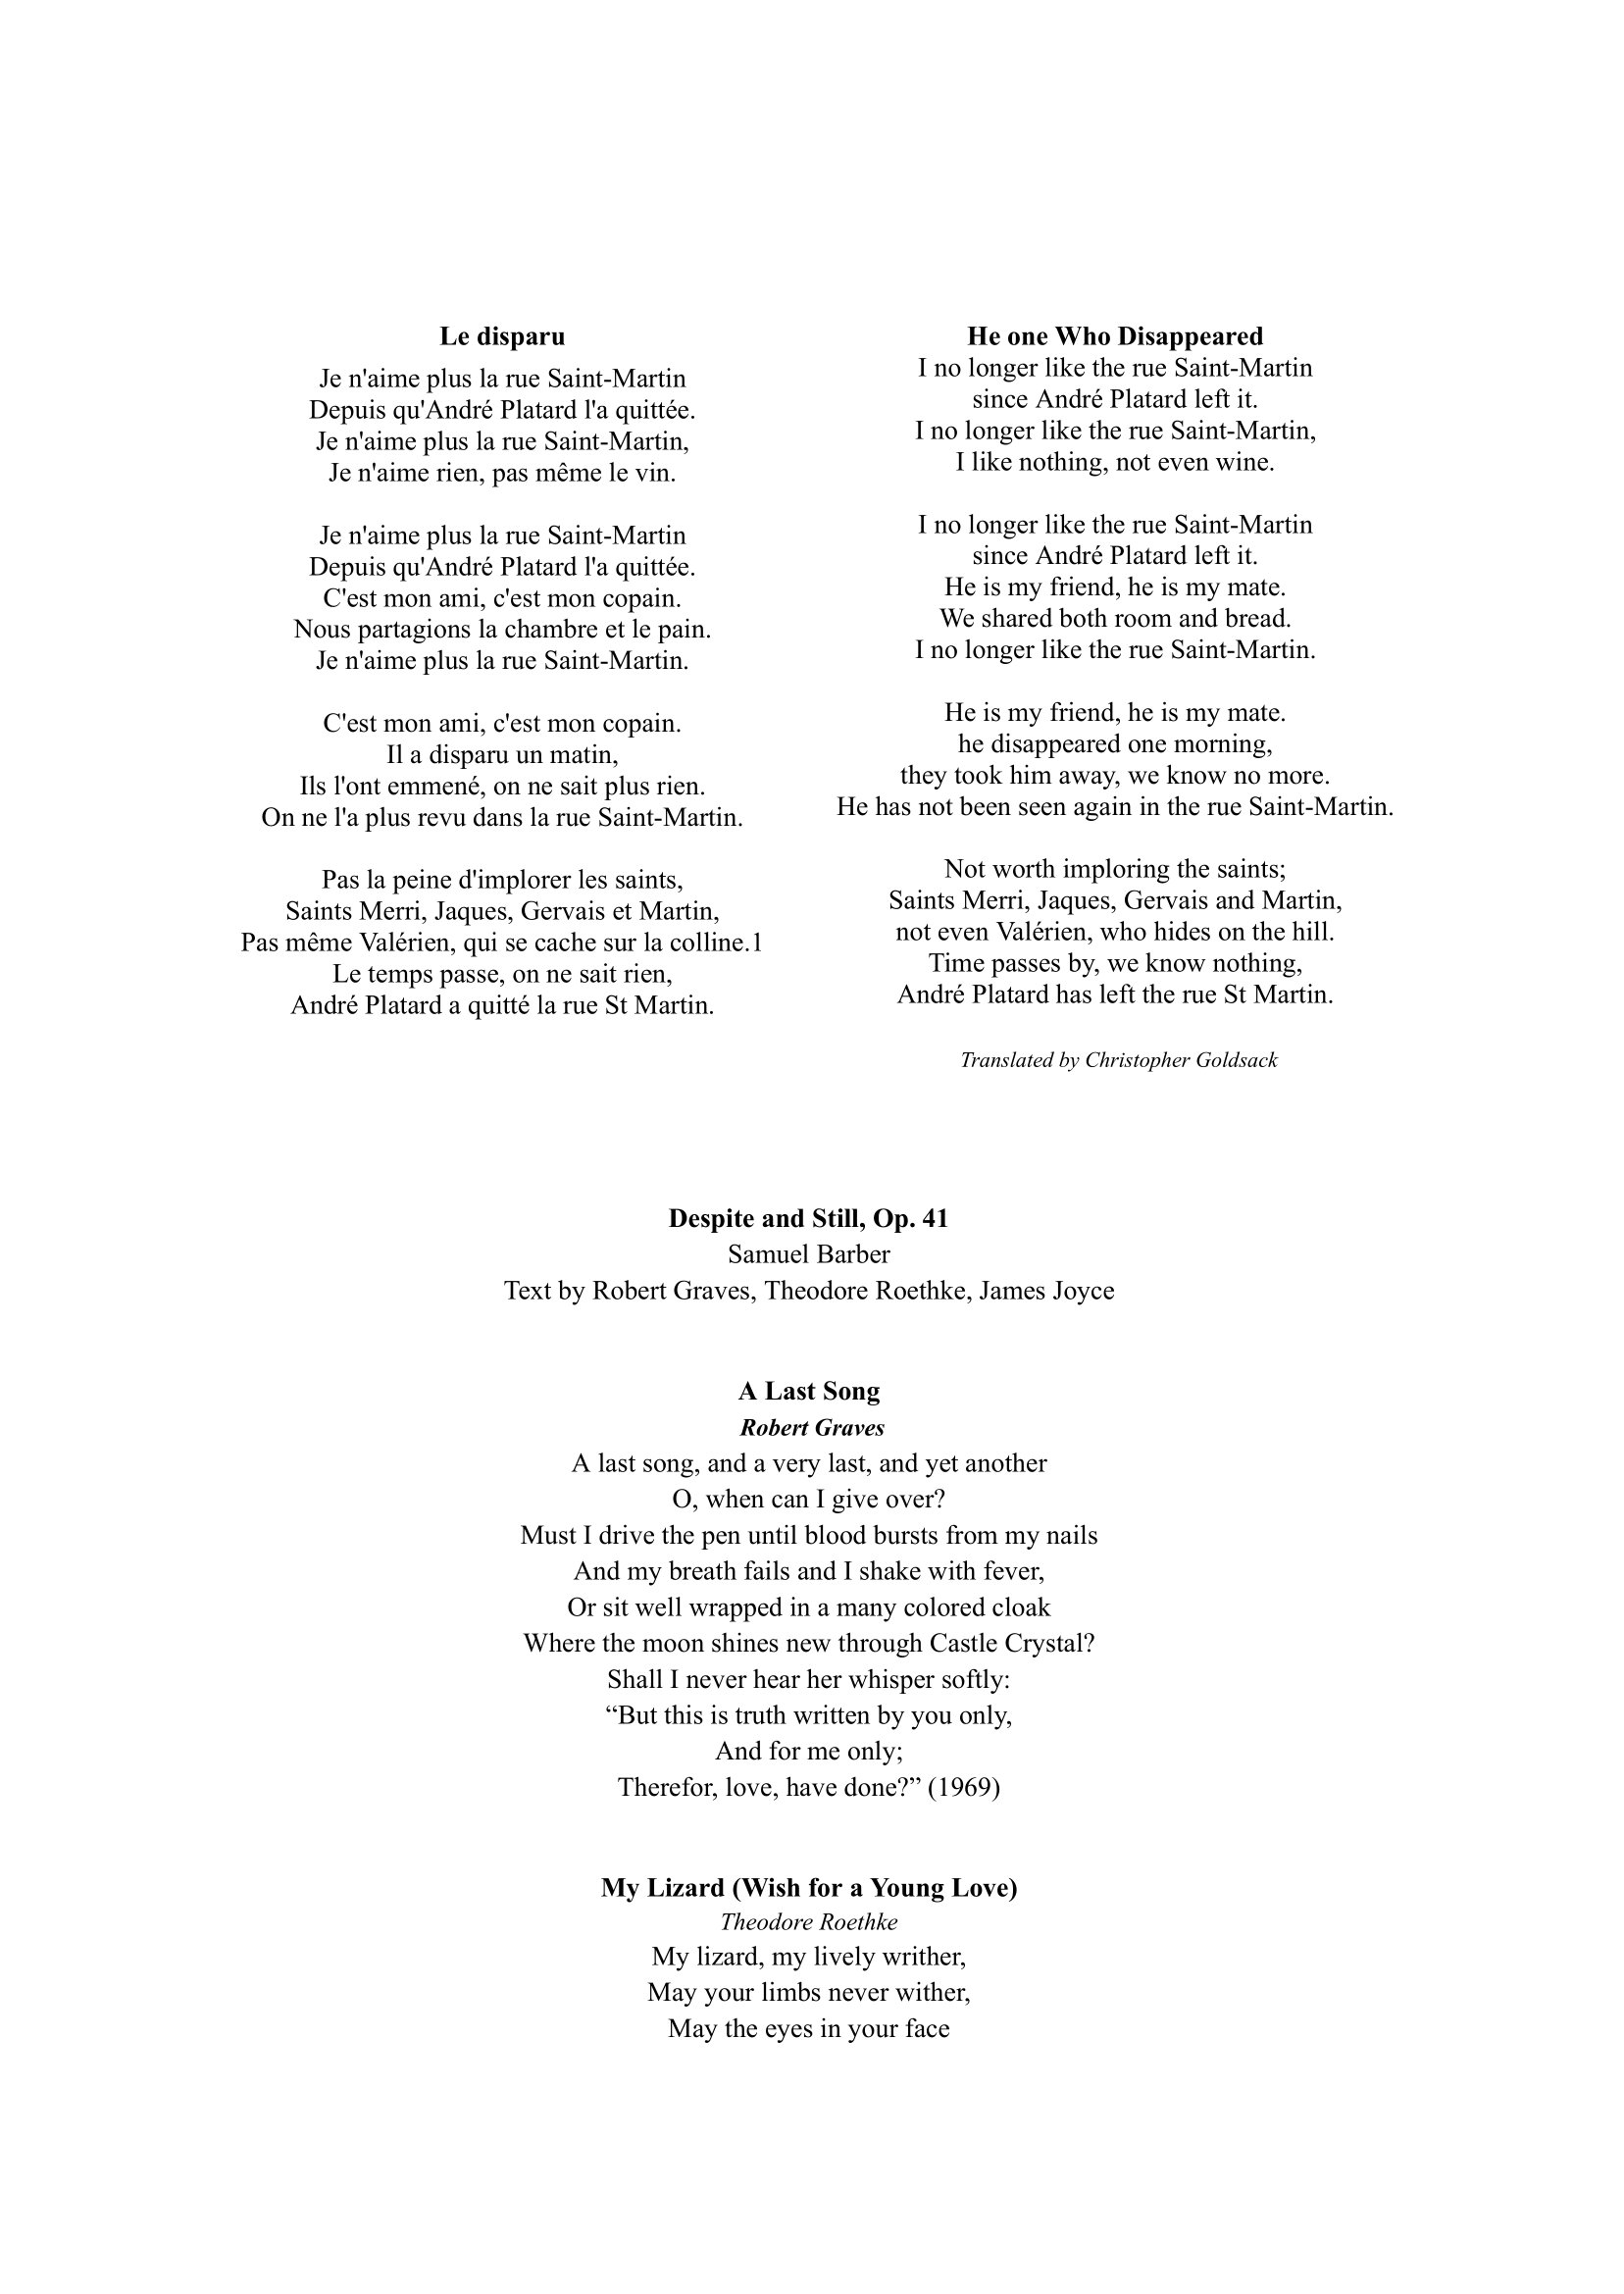 Le disparu
Je n'aime plus la rue Saint-Martin
Depuis qu'André Platard l'a quittée.
Je n'aime plus la rue Saint-Martin,
Je n'aime rien, pas même le vin.
Je n'aime plus la rue Saint-Martin
Depuis qu'André Platard l'a quittée.
C'est mon ami, c'est mon copain.
Nous partagions la chambre et le pain.
Je n'aime plus la rue Saint-Martin.
C'est mon ami, c'est mon copain.
Il a disparu un matin,
Ils l'ont emmené, on ne sait plus rien.
On ne l'a plus revu dans la rue Saint-Martin.
Pas la peine d'implorer les saints,
Saints Merri, Jaques, Gervais et Martin,
Pas même Valérien, qui se cache sur la colline.1
Le temps passe, on ne sait rien,
André Platard a quitté la rue St Martin.
He one Who Disappeared
I no longer like the rue Saint-Martin
since André Platard left it.
I no longer like the rue Saint-Martin,
I like nothing, not even wine.
I no longer like the rue Saint-Martin
since André Platard left it.
He is my friend, he is my mate.
We shared both room and bread.
I no longer like the rue Saint-Martin.
He is my friend, he is my mate.
he disappeared one morning,
they took him away, we know no more.
He has not been seen again in the rue Saint-Martin.
Not worth imploring the saints;
Saints Merri, Jaques, Gervais and Martin,
not even Valérien, who hides on the hill.
Time passes by, we know nothing,
André Platard has left the rue St Martin.
Translated by Christopher Goldsack
Despite and Still, Op. 41
Samuel Barber
Text by Robert Graves, Theodore Roethke, James Joyce
A Last Song
Robert Graves
A last song, and a very last, and yet another
O, when can I give over?
Must I drive the pen until blood bursts from my nails
And my breath fails and I shake with fever,
Or sit well wrapped in a many colored cloak
Where the moon shines new through Castle Crystal?
Shall I never hear her whisper softly:
“But this is truth written by you only,
And for me only;
Therefor, love, have done?” (1969)
My Lizard (Wish for a Young Love)
Theodore Roethke
My lizard, my lively writher,
May your limbs never wither,
May the eyes in your face